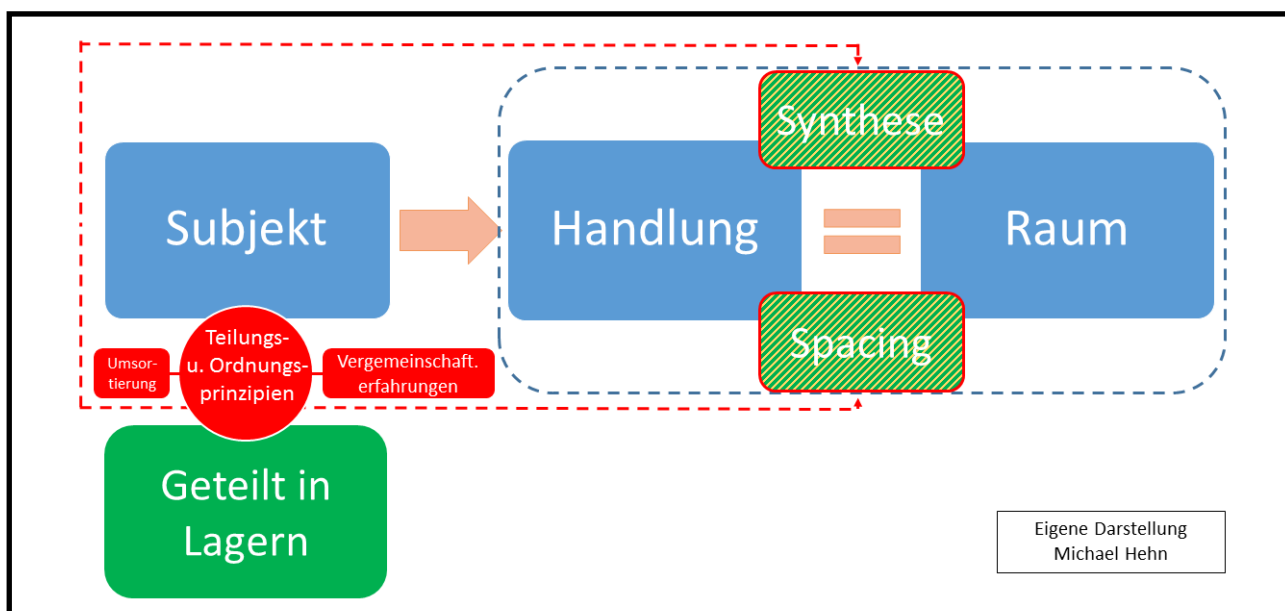 Synthese
Subjekt
Handlung
Raum
Spacing
Teilungs-
u. Ordnungs-
prinzipien
Umsor-
tierung
Vergemeinschaft.
erfahrungen
Geteilt in
Lagern
Eigene Darstellung
Michael Hehn